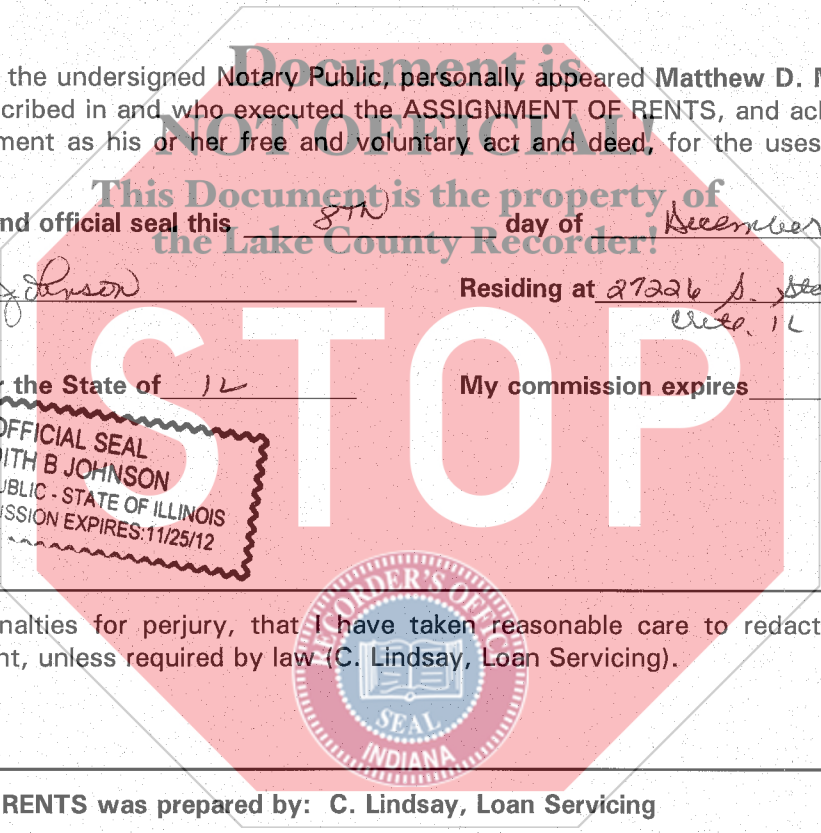 Document is
the undersigned Notary Public, personally appeared Matthew D. M
cribed in and who executed the ASSIGNMENT OF RENTS, and ack
NOT OFFICIAL!
ment as his or her free and voluntary act and deed, for the uses
This Document is the property of
nd official seal this 8TH day of December
the Lake County Recorder!
Johnson Residing at 27226 S.
Crete, IL
STOP
r the State of IL My commission expires
OFFICIAL SEAL
ITH B JOHNSON
UBLIC - STATE OF ILLINOIS
ISSION EXPIRES:11/25/12
RECORDER'S OFFICE
nalties for perjury, that I have taken reasonable care to redact
nt, unless required by law (C. Lindsay, Loan Servicing).
SEAL
INDIANA
RENTS was prepared by: C. Lindsay, Loan Servicing